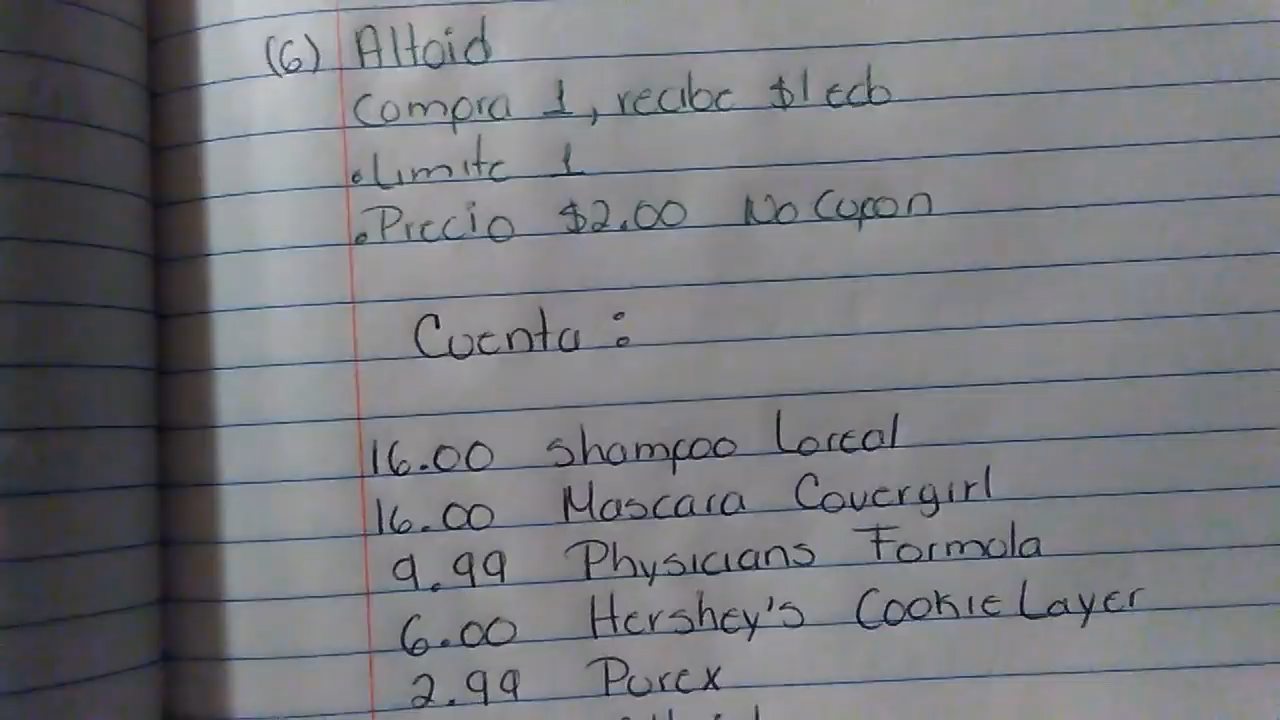 (6) Altoid
Compra 1, recibe $1 ecb
.Limite 1
.Precio $2.00 No Cupon
Cuenta:
16.00 Shampoo Loreal
16.00 Mascara Covergirl
9.99 Physicians Formola
6.00 Hershey's Cookie Layer
2.99 Purex